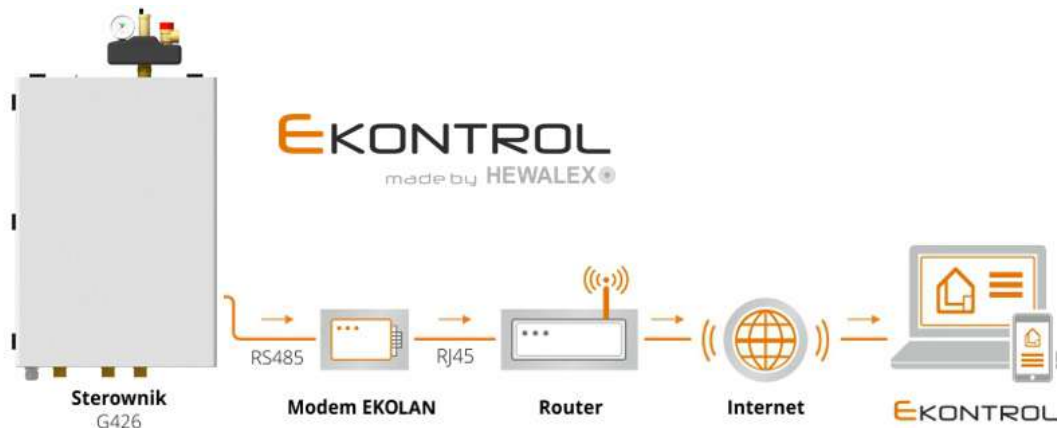 EKONTROL
made by HEWALEX
RS485
RJ45
Sterownik
G426
Modem EKOLAN
Router
Internet
EKONTROL